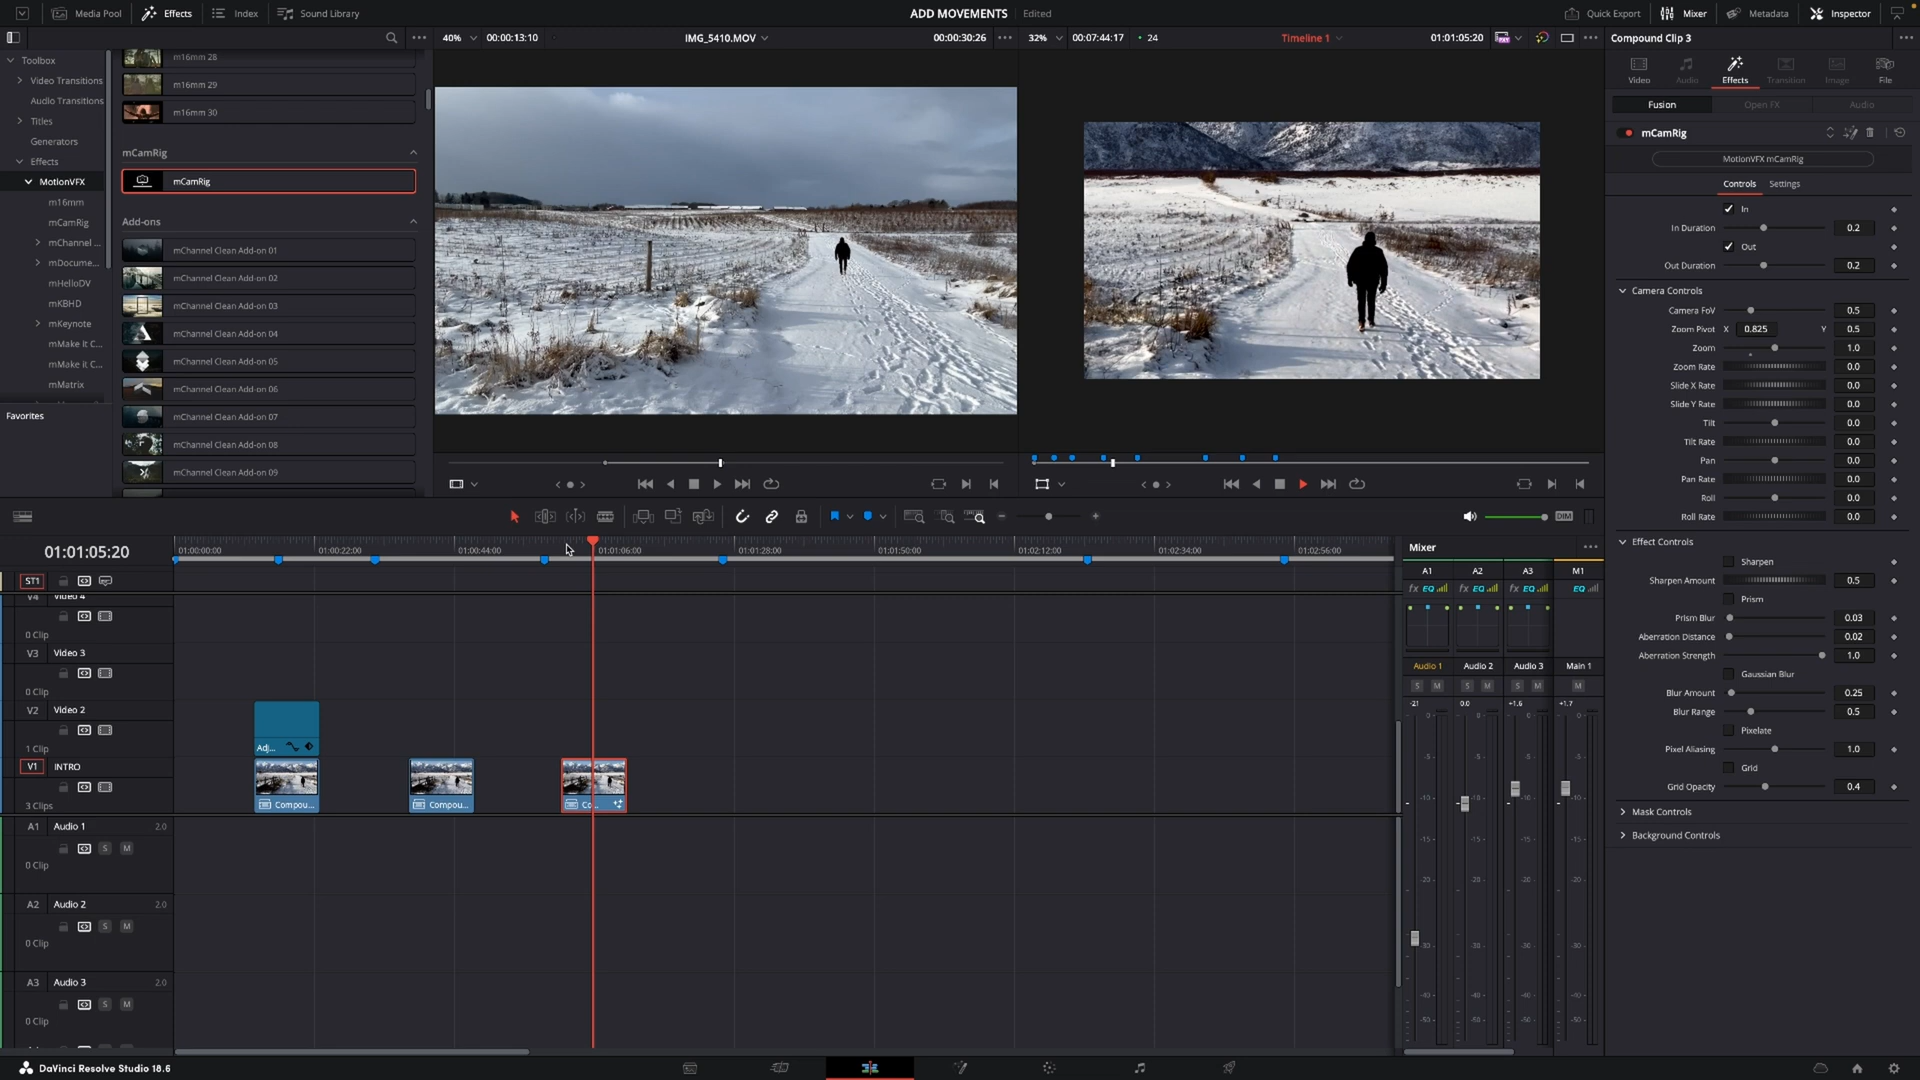 Media Pool
Effects
Index
Sound Library
ADD MOVEMENTS
Edited
Quick Export
Mixer
Metadata
Inspector
40%
00:00:13:10
IMG_5410.MOV
00:00:30:26
32%
00:07:44:17
24
Timeline 1
01:01:05:20
Compound Clip 3
Toolbox
Video Transitions
Audio Transitions
Titles
Generators
Effects
MotionVFX
m16mm
mCamRig
mChannel ...
mDocume...
mHelloDV
mKBHD
mKeynote
mMake It C...
mMake it C...
mMatrix
Favorites
m16mm 28
m16mm 29
m16mm 30
mCamRig
mCamRig
Add-ons
mChannel Clean Add-on 01
mChannel Clean Add-on 02
mChannel Clean Add-on 03
mChannel Clean Add-on 04
mChannel Clean Add-on 05
mChannel Clean Add-on 06
mChannel Clean Add-on 07
mChannel Clean Add-on 08
mChannel Clean Add-on 09
Video
Audio
Effects
Transition
Image
File
Fusion
Open FX
Audio
mCamRig
MotionVFX mCamRig
Controls
Settings
In
In Duration 0.2
Out
Out Duration 0.2
Camera Controls
Camera FoV 0.5
Zoom Pivot X 0.825 Y 0.5
Zoom 1.0
Zoom Rate 0.0
Slide X Rate 0.0
Slide Y Rate 0.0
Tilt 0.0
Tilt Rate 0.0
Pan 0.0
Pan Rate 0.0
Roll 0.0
Roll Rate 0.0
Effect Controls
Sharpen
Sharpen Amount 0.5
Prism
Prism Blur 0.03
Aberration Distance 0.02
Aberration Strength 1.0
Gaussian Blur
Blur Amount 0.25
Blur Range 0.5
Pixelate
Pixel Aliasing 1.0
Grid
Grid Opacity 0.4
Mask Controls
Background Controls
DIM
01:01:05:20
01:00:00:00
01:00:22:00
01:00:44:00
01:01:06:00
01:01:28:00
01:01:50:00
01:02:12:00
01:02:34:00
01:02:56:00
ST1
V4 Video 4
0 Clip
V3 Video 3
0 Clip
V2 Video 2
1 Clip
V1 INTRO
3 Clips
Adj...
Compou...
Compou...
Co...
A1 Audio 1 2.0
S M
0 Clip
A2 Audio 2 2.0
S M
0 Clip
A3 Audio 3 2.0
S M
0 Clip
Mixer
A1 A2 A3 M1
fx EQ fx EQ fx EQ EQ
Audio 1 Audio 2 Audio 3 Main 1
S M S M S M M
-21 0.0 +1.6 +1.7
DaVinci Resolve Studio 18.6